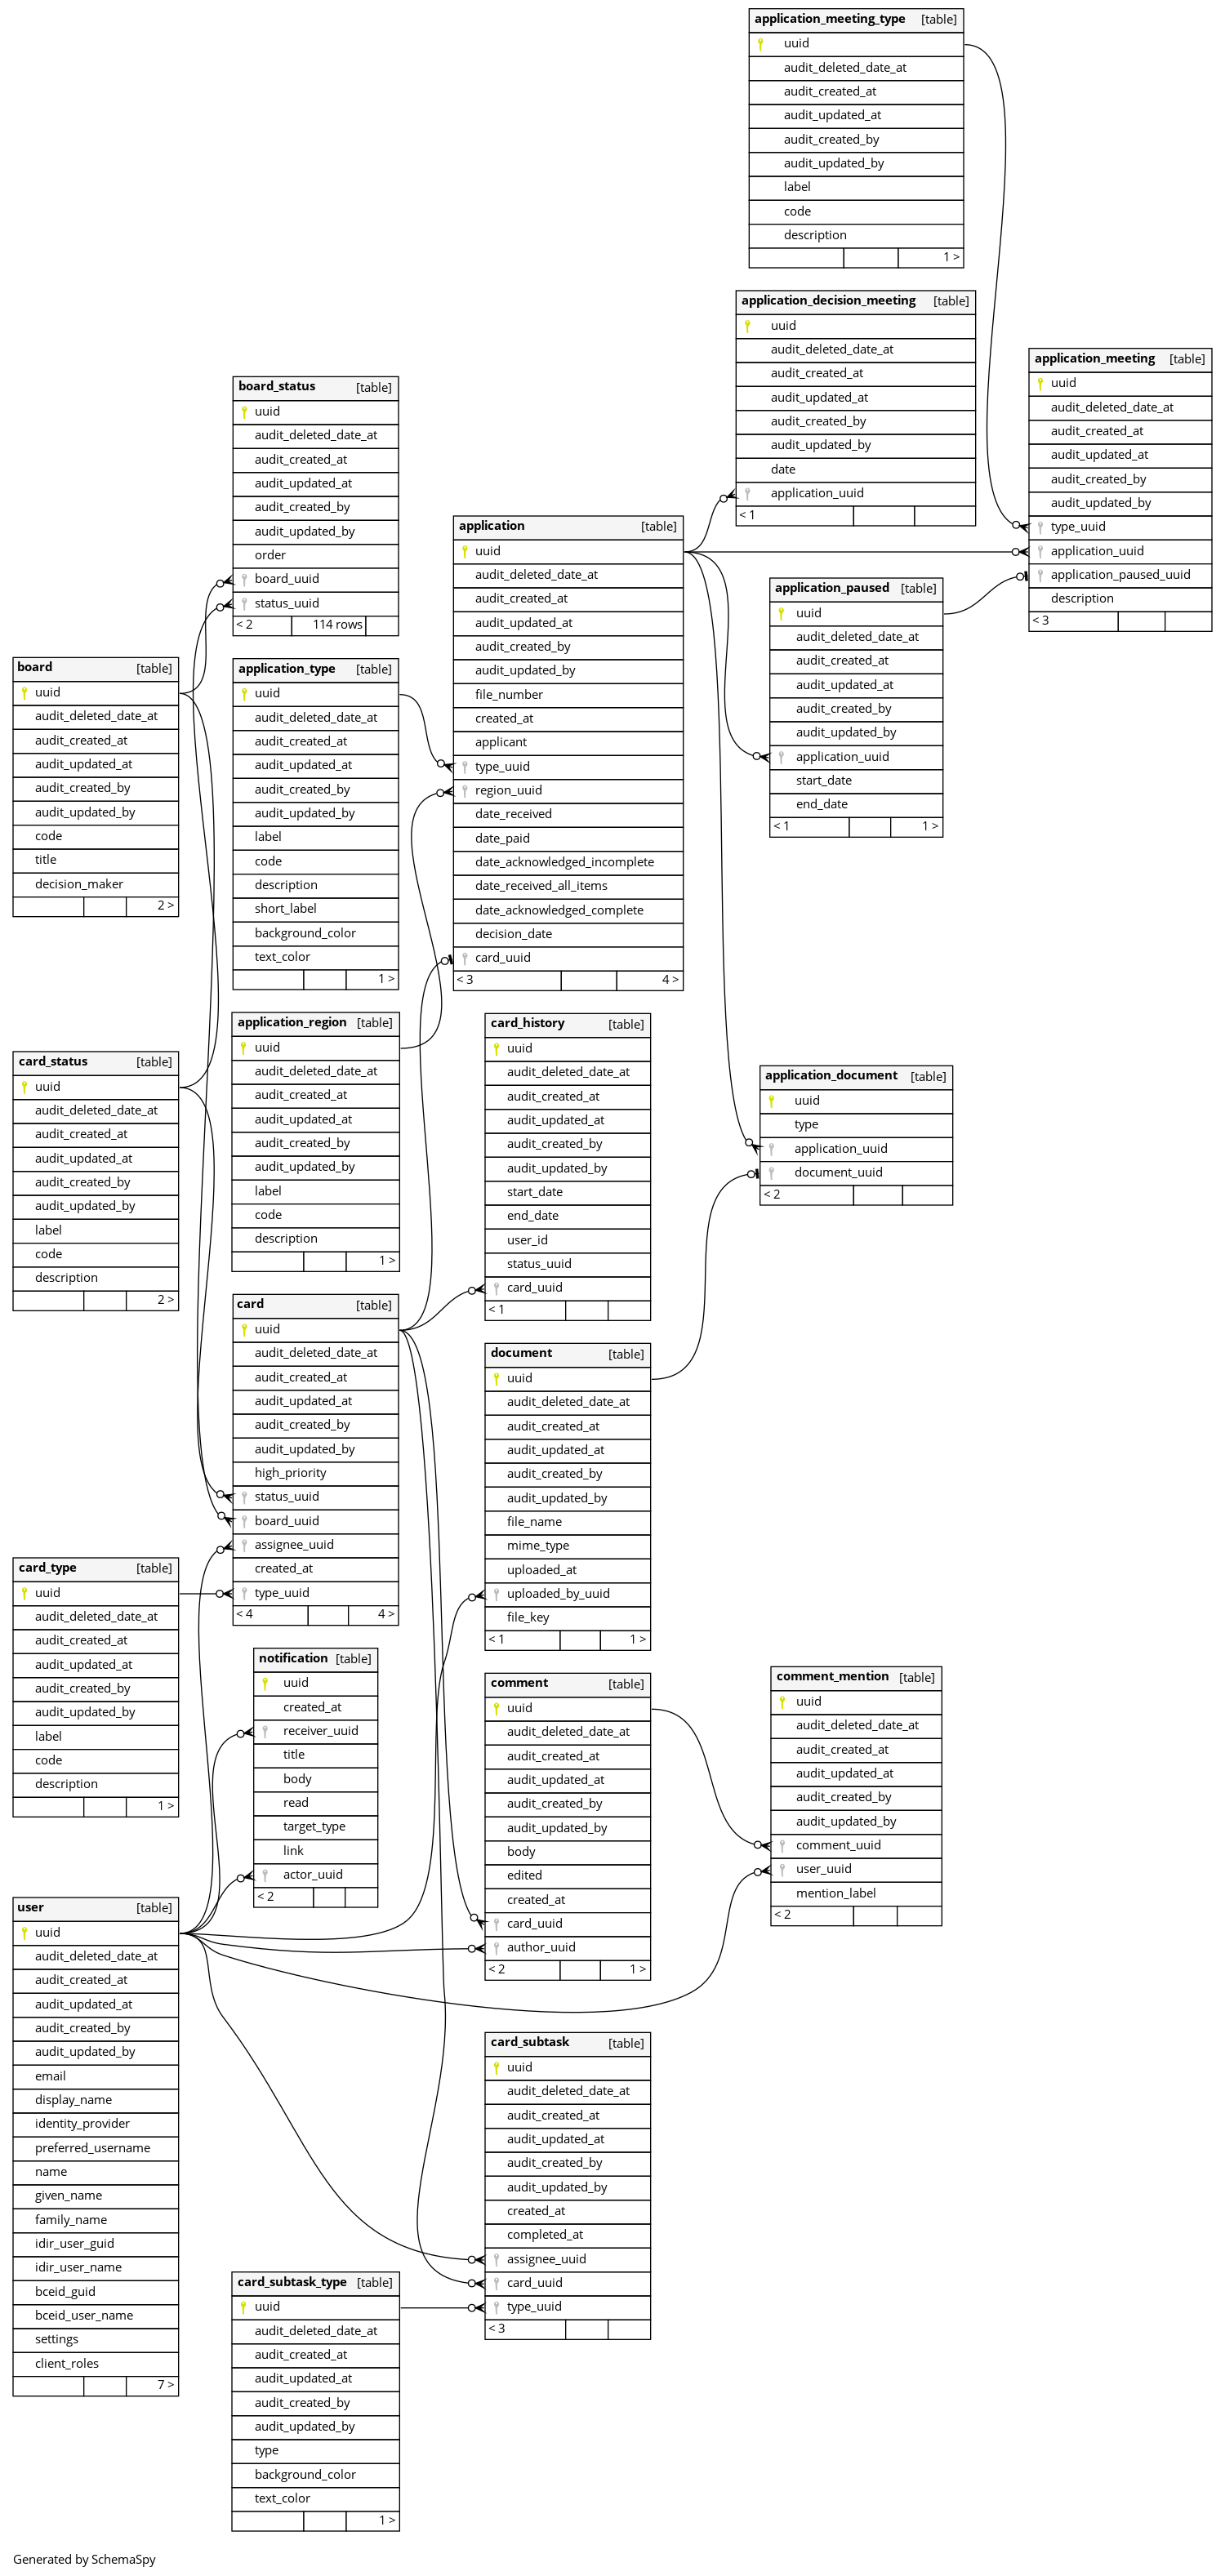 application_meeting_type [table]
uuid
audit_deleted_date_at
audit_created_at
audit_updated_at
audit_created_by
audit_updated_by
label
code
description
1 >
application_decision_meeting [table]
uuid
audit_deleted_date_at
audit_created_at
audit_updated_at
audit_created_by
audit_updated_by
date
application_uuid
< 1
application_meeting [table]
uuid
audit_deleted_date_at
audit_created_at
audit_updated_at
audit_created_by
audit_updated_by
type_uuid
application_uuid
application_paused_uuid
description
< 3
board_status [table]
uuid
audit_deleted_date_at
audit_created_at
audit_updated_at
audit_created_by
audit_updated_by
order
board_uuid
status_uuid
< 2 114 rows
application [table]
uuid
audit_deleted_date_at
audit_created_at
audit_updated_at
audit_created_by
audit_updated_by
file_number
created_at
applicant
type_uuid
region_uuid
date_received
date_paid
date_acknowledged_incomplete
date_received_all_items
date_acknowledged_complete
decision_date
card_uuid
< 3 4 >
application_paused [table]
uuid
audit_deleted_date_at
audit_created_at
audit_updated_at
audit_created_by
audit_updated_by
application_uuid
start_date
end_date
< 1 1 >
board [table]
uuid
audit_deleted_date_at
audit_created_at
audit_updated_at
audit_created_by
audit_updated_by
code
title
decision_maker
2 >
application_type [table]
uuid
audit_deleted_date_at
audit_created_at
audit_updated_at
audit_created_by
audit_updated_by
label
code
description
short_label
background_color
text_color
1 >
application_region [table]
uuid
audit_deleted_date_at
audit_created_at
audit_updated_at
audit_created_by
audit_updated_by
label
code
description
1 >
card_history [table]
uuid
audit_deleted_date_at
audit_created_at
audit_updated_at
audit_created_by
audit_updated_by
start_date
end_date
user_id
status_uuid
card_uuid
< 1
card_status [table]
uuid
audit_deleted_date_at
audit_created_at
audit_updated_at
audit_created_by
audit_updated_by
label
code
description
2 >
application_document [table]
uuid
type
application_uuid
document_uuid
< 2
card [table]
uuid
audit_deleted_date_at
audit_created_at
audit_updated_at
audit_created_by
audit_updated_by
high_priority
status_uuid
board_uuid
assignee_uuid
created_at
type_uuid
< 4 4 >
document [table]
uuid
audit_deleted_date_at
audit_created_at
audit_updated_at
audit_created_by
audit_updated_by
file_name
mime_type
uploaded_at
uploaded_by_uuid
file_key
< 1 1 >
card_type [table]
uuid
audit_deleted_date_at
audit_created_at
audit_updated_at
audit_created_by
audit_updated_by
label
code
description
1 >
notification [table]
uuid
created_at
receiver_uuid
title
body
read
target_type
link
actor_uuid
< 2
comment [table]
uuid
audit_deleted_date_at
audit_created_at
audit_updated_at
audit_created_by
audit_updated_by
body
edited
created_at
card_uuid
author_uuid
< 2 1 >
comment_mention [table]
uuid
audit_deleted_date_at
audit_created_at
audit_updated_at
audit_created_by
audit_updated_by
comment_uuid
user_uuid
mention_label
< 2
user [table]
uuid
audit_deleted_date_at
audit_created_at
audit_updated_at
audit_created_by
audit_updated_by
email
display_name
identity_provider
preferred_username
name
given_name
family_name
idir_user_guid
idir_user_name
bceid_guid
bceid_user_name
settings
client_roles
7 >
card_subtask [table]
uuid
audit_deleted_date_at
audit_created_at
audit_updated_at
audit_created_by
audit_updated_by
created_at
completed_at
assignee_uuid
card_uuid
type_uuid
< 3
card_subtask_type [table]
uuid
audit_deleted_date_at
audit_created_at
audit_updated_at
audit_created_by
audit_updated_by
type
background_color
text_color
1 >
Generated by SchemaSpy